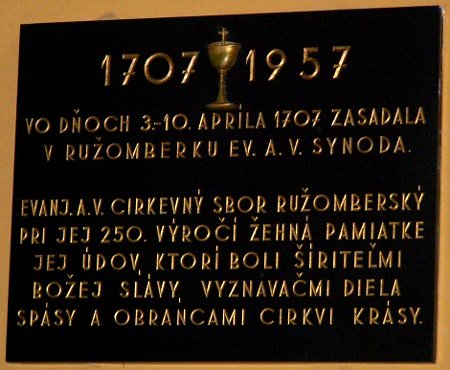 1707 1957
VO DŇOCH 3.-10. APRÍLA 1707 ZASADALA
V RUŽOMBERKU EV. A. V. SYNODA.
EVANJ. A. V. CIRKEVNÝ SBOR RUŽOMBERSKÝ
PRI JEJ 250. VÝROČÍ ŽEHNÁ PAMIATKE
JEJ ÚDOV, KTORÍ BOLI ŠÍRITEĽMI
BOŽEJ SLÁVY, VYZNÁVAČMI DIELA
SPÁSY A OBRANCAMI CIRKVI KRÁSY.